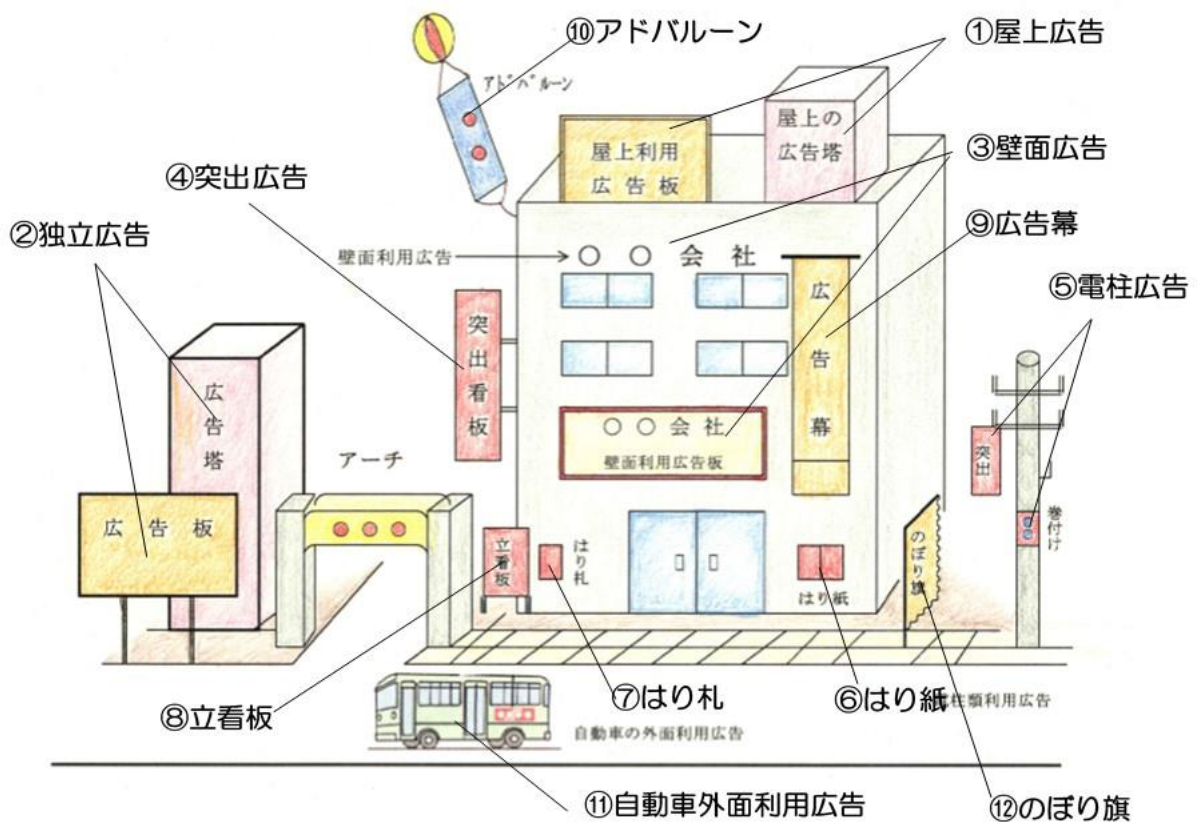 ⑩アドバルーン
①屋上広告
アドバルーン
屋上利用
広告板
屋上の
広告塔
③壁面広告
④突出広告
②独立広告
⑨広告幕
壁面利用広告
○○会社
広告幕
⑤電柱広告
突出看板
広告塔
○○会社
壁面利用広告板
突出
アーチ
広告板
巻付け
立看板
はり札
はり紙
のぼり旗
⑧立看板
⑦はり札
⑥はり紙
柱類利用広告
自動車の外面利用広告
⑪自動車外面利用広告
⑫のぼり旗